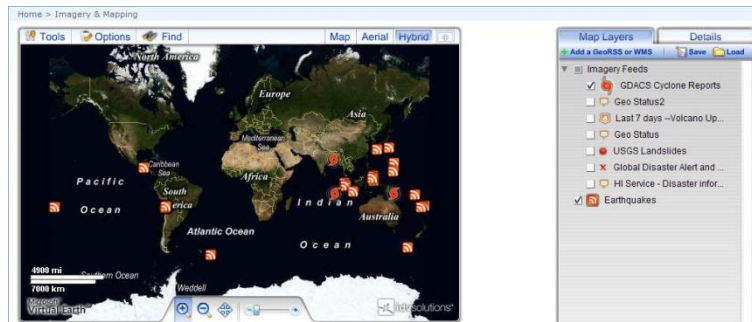 Home > Imagery & Mapping
Tools Options Find Map Aerial Hybrid
North America
Europe
Asia
Mediterranean
Sea
Caribbean
Sea
Africa
Pacific
Ocean
South
erica
Indian
Ocean
Australia
Atlantic Ocean
4900 mi
7000 km
Southern Ocean
Weddell
Microsoft
Virtual Earth
idvsolutions
Map Layers Details
Add a GeoRSS or WMS Save Load
Imagery Feeds
GDACS Cyclone Reports
Geo Status2
Last 7 days --Volcano Up...
Geo Status
USGS Landslides
Global Disaster Alert and ...
HI Service - Disaster infor...
Earthquakes